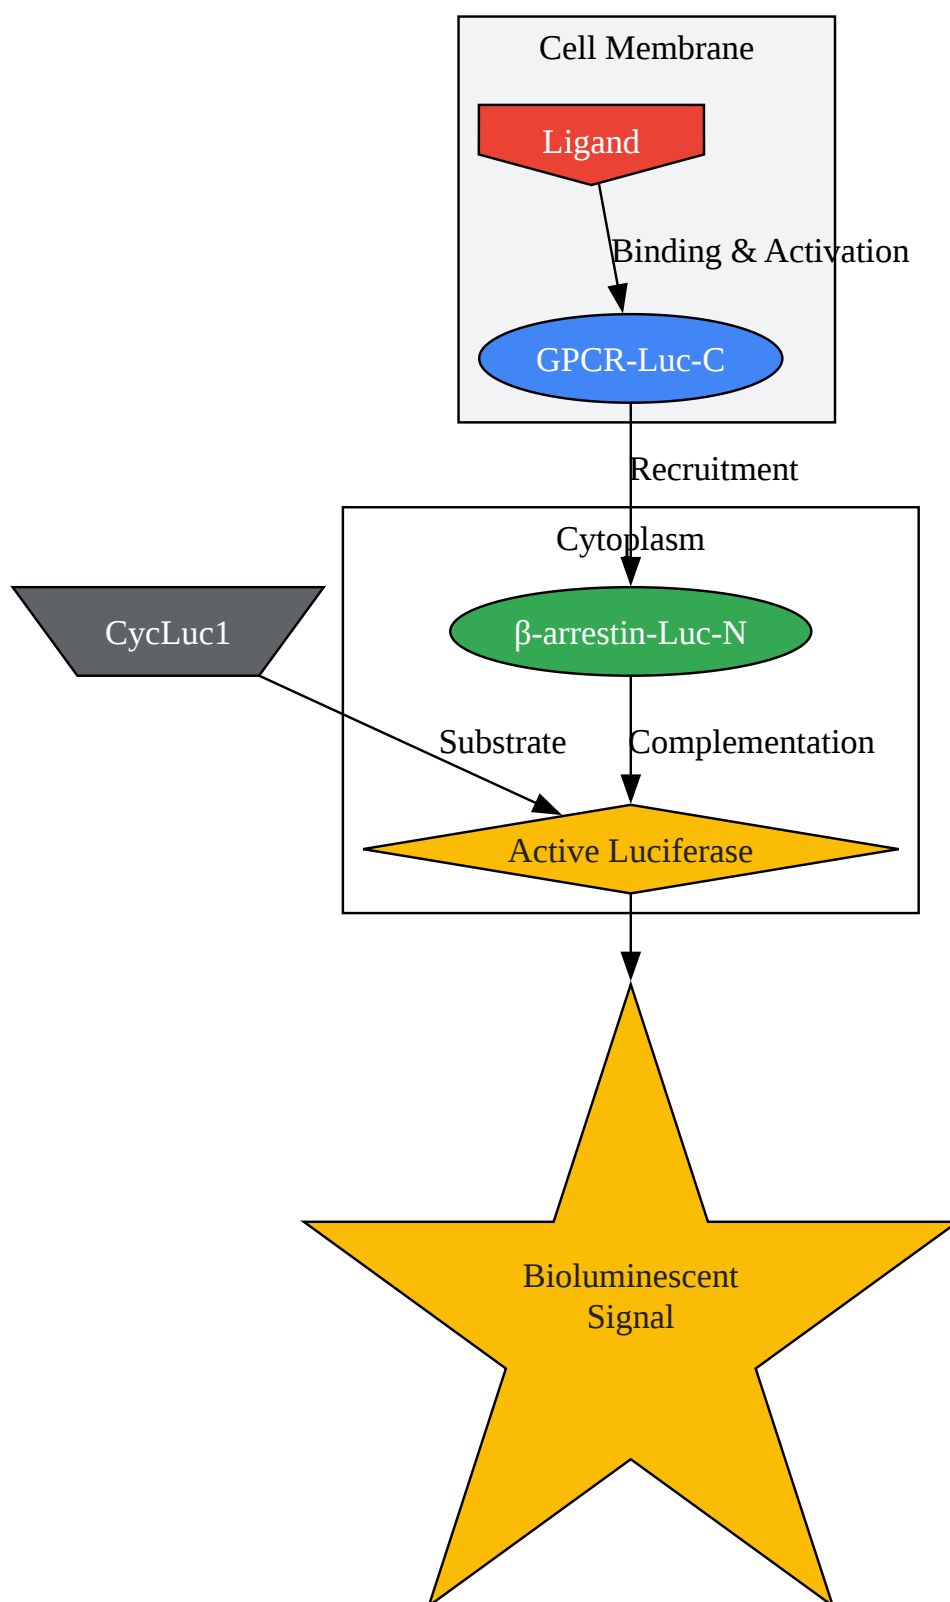 Cell Membrane
Ligand
Binding & Activation
GPCR-Luc-C
Recruitment
Cytoplasm
CycLuc1
β-arrestin-Luc-N
Substrate
Complementation
Active Luciferase
Bioluminescent
Signal